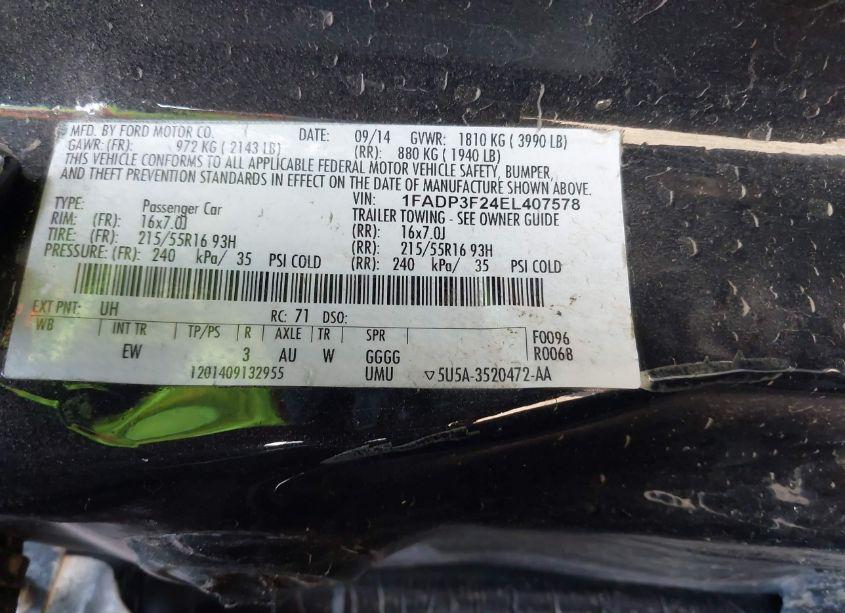 MFD. BY FORD MOTOR CO. DATE: 09/14 GVWR: 1810 KG ( 3990 LB)
GAWR: (FR): 972 KG ( 2143 LB) (RR): 880 KG ( 1940 LB)
THIS VEHICLE CONFORMS TO ALL APPLICABLE FEDERAL MOTOR VEHICLE SAFETY, BUMPER,
AND THEFT PREVENTION STANDARDS IN EFFECT ON THE DATE OF MANUFACTURE SHOWN ABOVE.
VIN: 1FADP3F24EL407578
TYPE: Passenger Car TRAILER TOWING - SEE OWNER GUIDE
RIM: (FR): 16x7.0J (RR): 16x7.0J
TIRE: (FR): 215/55R16 93H (RR): 215/55R16 93H
PRESSURE: (FR): 240 kPa/ 35 PSI COLD (RR): 240 kPa/ 35 PSI COLD
EXT PNT: UH RC: 71 DSO:
WB INT TR TP/PS R AXLE TR SPR F0096
EW 3 AU W GGGG R0068
1201409132955 UMU ▽5U5A-3520472-AA